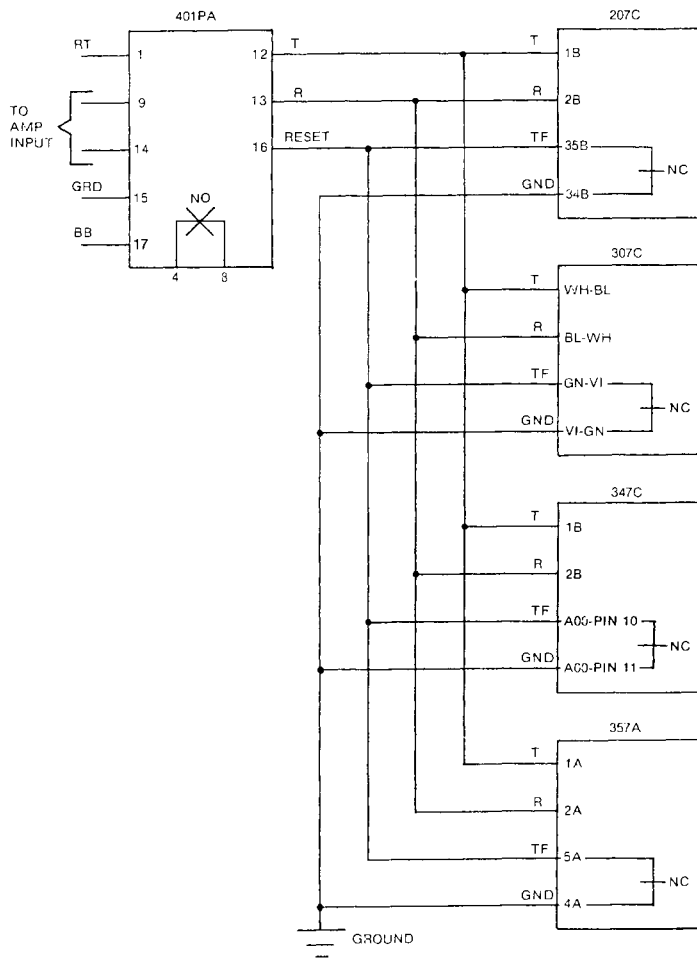 401PA
207C
RT
1
12
T
T
1B
TO
AMP
INPUT
9
13
R
R
2B
14
16
RESET
TF
35B
NC
GRD
15
GND
34B
NO
BB
17
4
8
307C
T
WH-BL
R
BL-WH
TF
GN-VI
NC
GND
VI-GN
347C
T
1B
R
2B
TF
A00-PIN 10
NC
GND
A00-PIN 11
357A
T
1A
R
2A
TF
5A
NC
GND
4A
GROUND